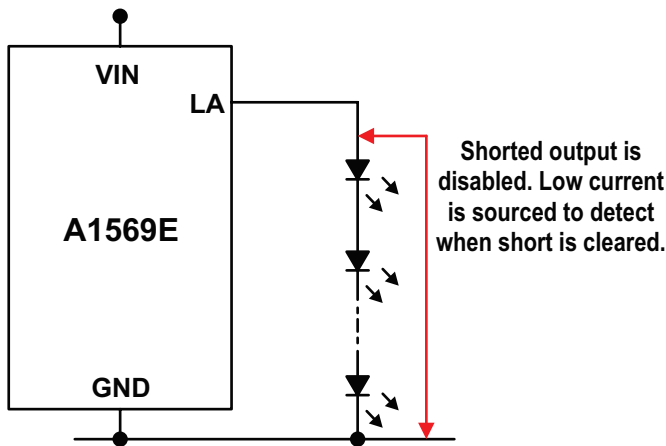 VIN
LA
A1569E
GND
Shorted output is
disabled. Low current
is sourced to detect
when short is cleared.